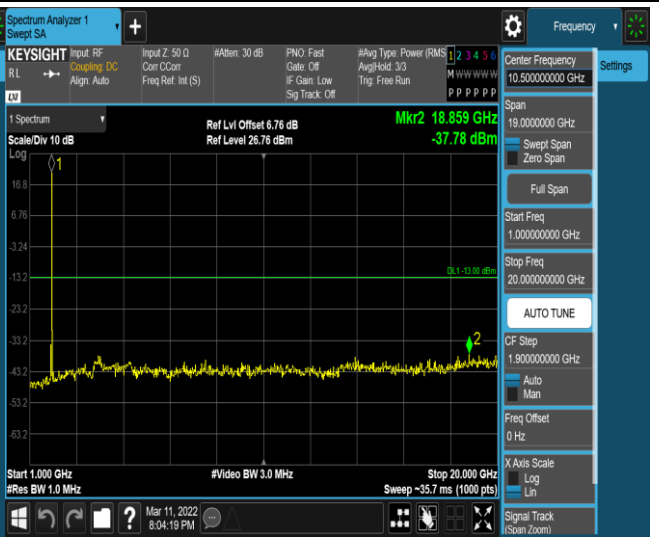 Spectrum Analyzer 1
Swept SA
Frequency
KEYSIGHT
RL
Input: RF
Coupling: DC
Align: Auto
Input Z: 50 Ω
Corr CCorr
Freq Ref: Int (S)
#Atten: 30 dB
PNO: Fast
Gate: Off
IF Gain: Low
Sig Track: Off
#Avg Type: Power (RMS
Avg|Hold: 3/3
Trig: Free Run
1 2 3 4 5 6
M W W W W W
P P P P P P
LXI
1 Spectrum
Scale/Div 10 dB
Log
Ref Lvl Offset 6.76 dB
Ref Level 26.76 dBm
Mkr2 18.859 GHz
-37.78 dBm
1
16.8
6.76
-3.24
-13.2
DL1 -13.00 dBm
-23.2
-33.2
2
-43.2
-53.2
-63.2
Start 1.000 GHz
#Res BW 1.0 MHz
#Video BW 3.0 MHz
Stop 20.000 GHz
Sweep ~35.7 ms (1000 pts)
?
Mar 11, 2022
8:04:19 PM
Center Frequency
10.500000000 GHz
Settings
Span
19.0000000 GHz
Swept Span
Zero Span
Full Span
Start Freq
1.000000000 GHz
Stop Freq
20.000000000 GHz
AUTO TUNE
CF Step
1.900000000 GHz
Auto
Man
Freq Offset
0 Hz
X Axis Scale
Log
Lin
Signal Track
(Span Zoom)